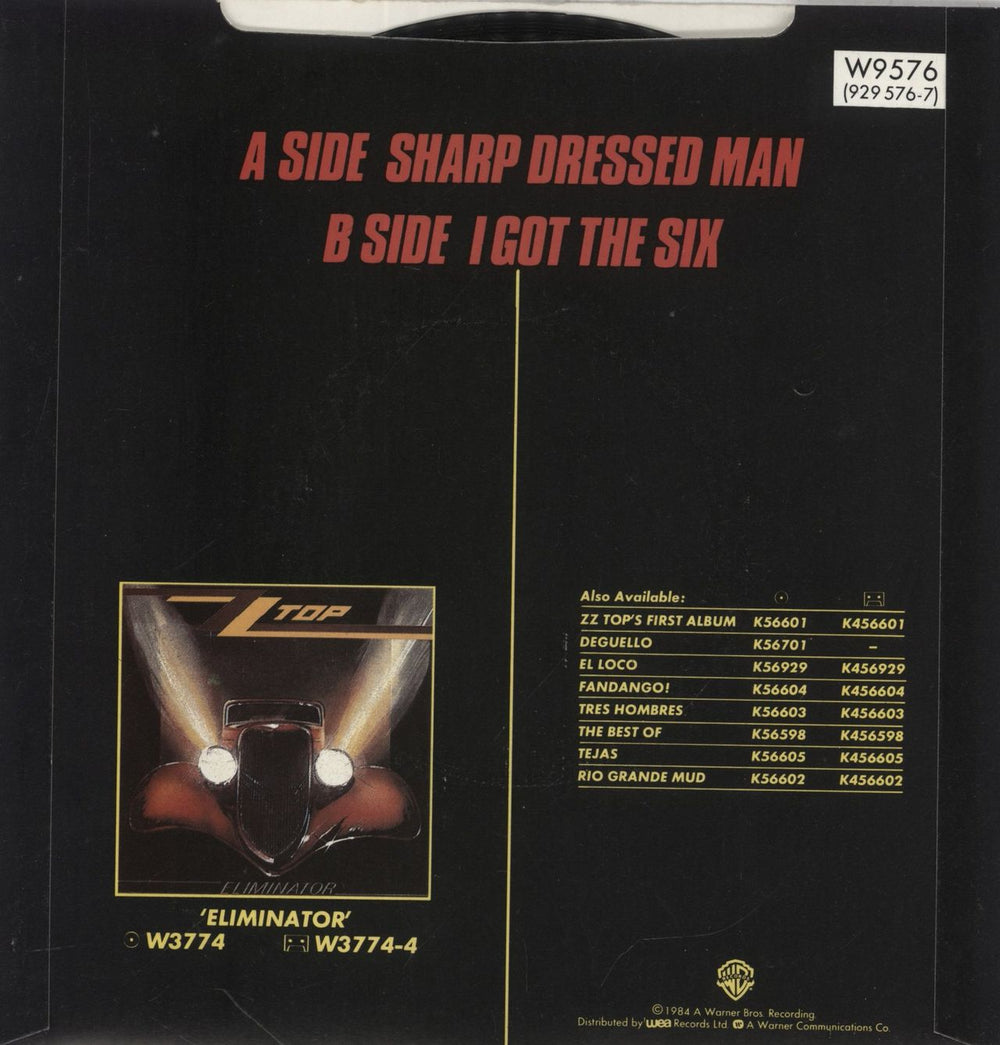 W9576
(929 576-7)
A SIDE SHARP DRESSED MAN
B SIDE I GOT THE SIX
ZZ TOP
ELIMINATOR
'ELIMINATOR'
W3774 W3774-4
Also Available:
ZZ TOP'S FIRST ALBUM K56601 K456601
DEGUELLO K56701 –
EL LOCO K56929 K456929
FANDANGO! K56604 K456604
TRES HOMBRES K56603 K456603
THE BEST OF K56598 K456598
TEJAS K56605 K456605
RIO GRANDE MUD K56602 K456602
WB
RECORDS
©1984 A Warner Bros. Recording.
Distributed by wea Records Ltd. A Warner Communications Co.